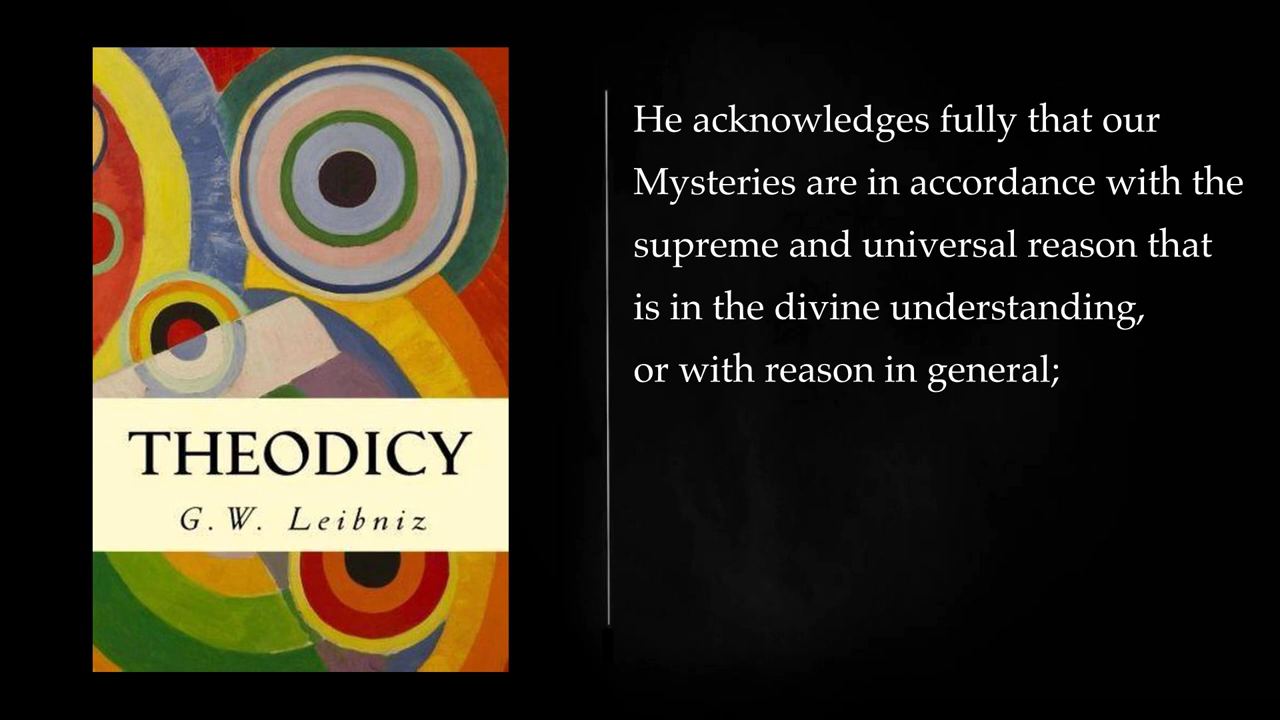 THEODICY
G. W. Leibniz
He acknowledges fully that our
Mysteries are in accordance with the
supreme and universal reason that
is in the divine understanding,
or with reason in general;